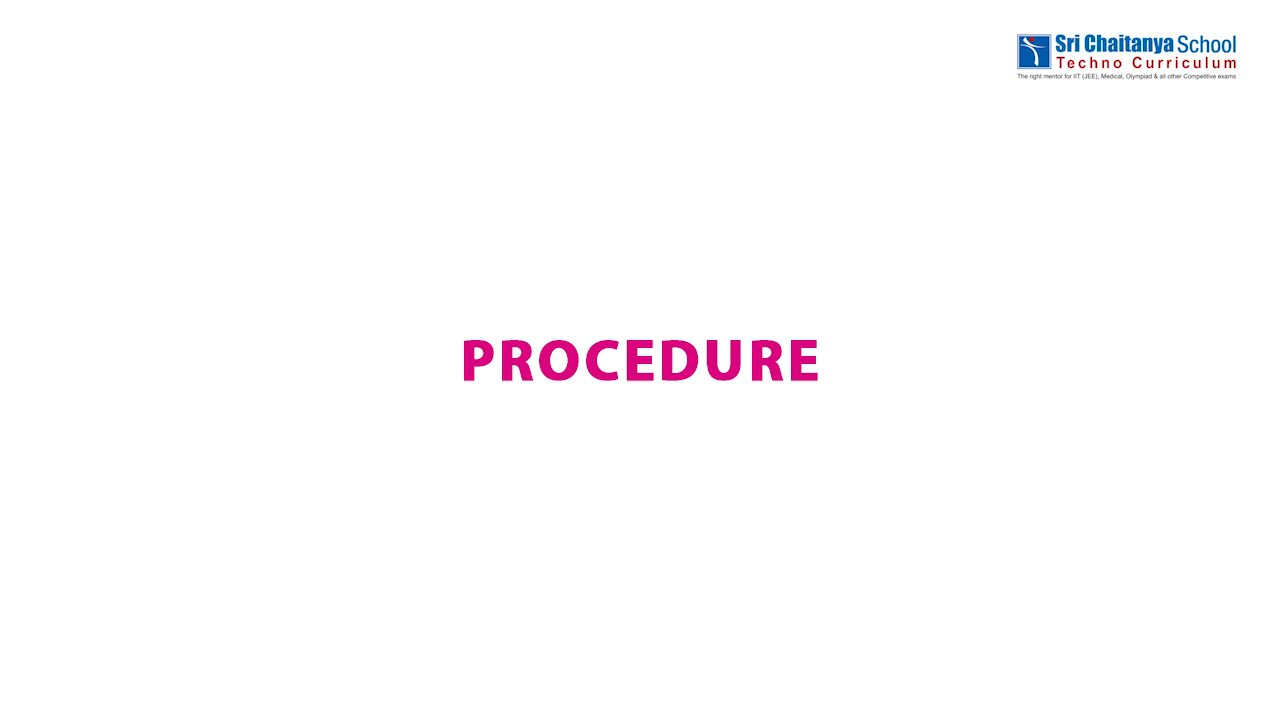 Sri Chaitanya School
Techno Curriculum
The right mentor for IIT (JEE), Medical, Olympiad & all other Competitive exams
PROCEDURE